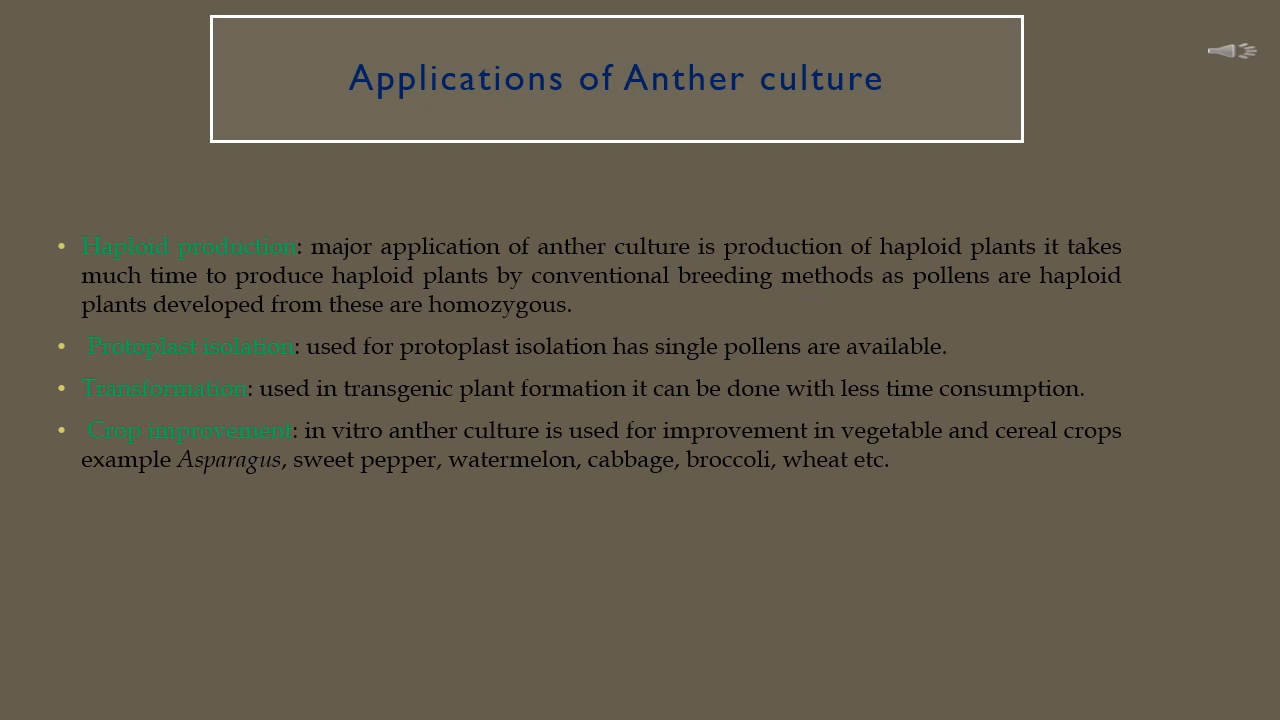 Applications of Anther culture
• Haploid production: major application of anther culture is production of haploid plants it takes
much time to produce haploid plants by conventional breeding methods as pollens are haploid
plants developed from these are homozygous.
• Protoplast isolation: used for protoplast isolation has single pollens are available.
• Transformation: used in transgenic plant formation it can be done with less time consumption.
• Crop improvement: in vitro anther culture is used for improvement in vegetable and cereal crops
example Asparagus, sweet pepper, watermelon, cabbage, broccoli, wheat etc.